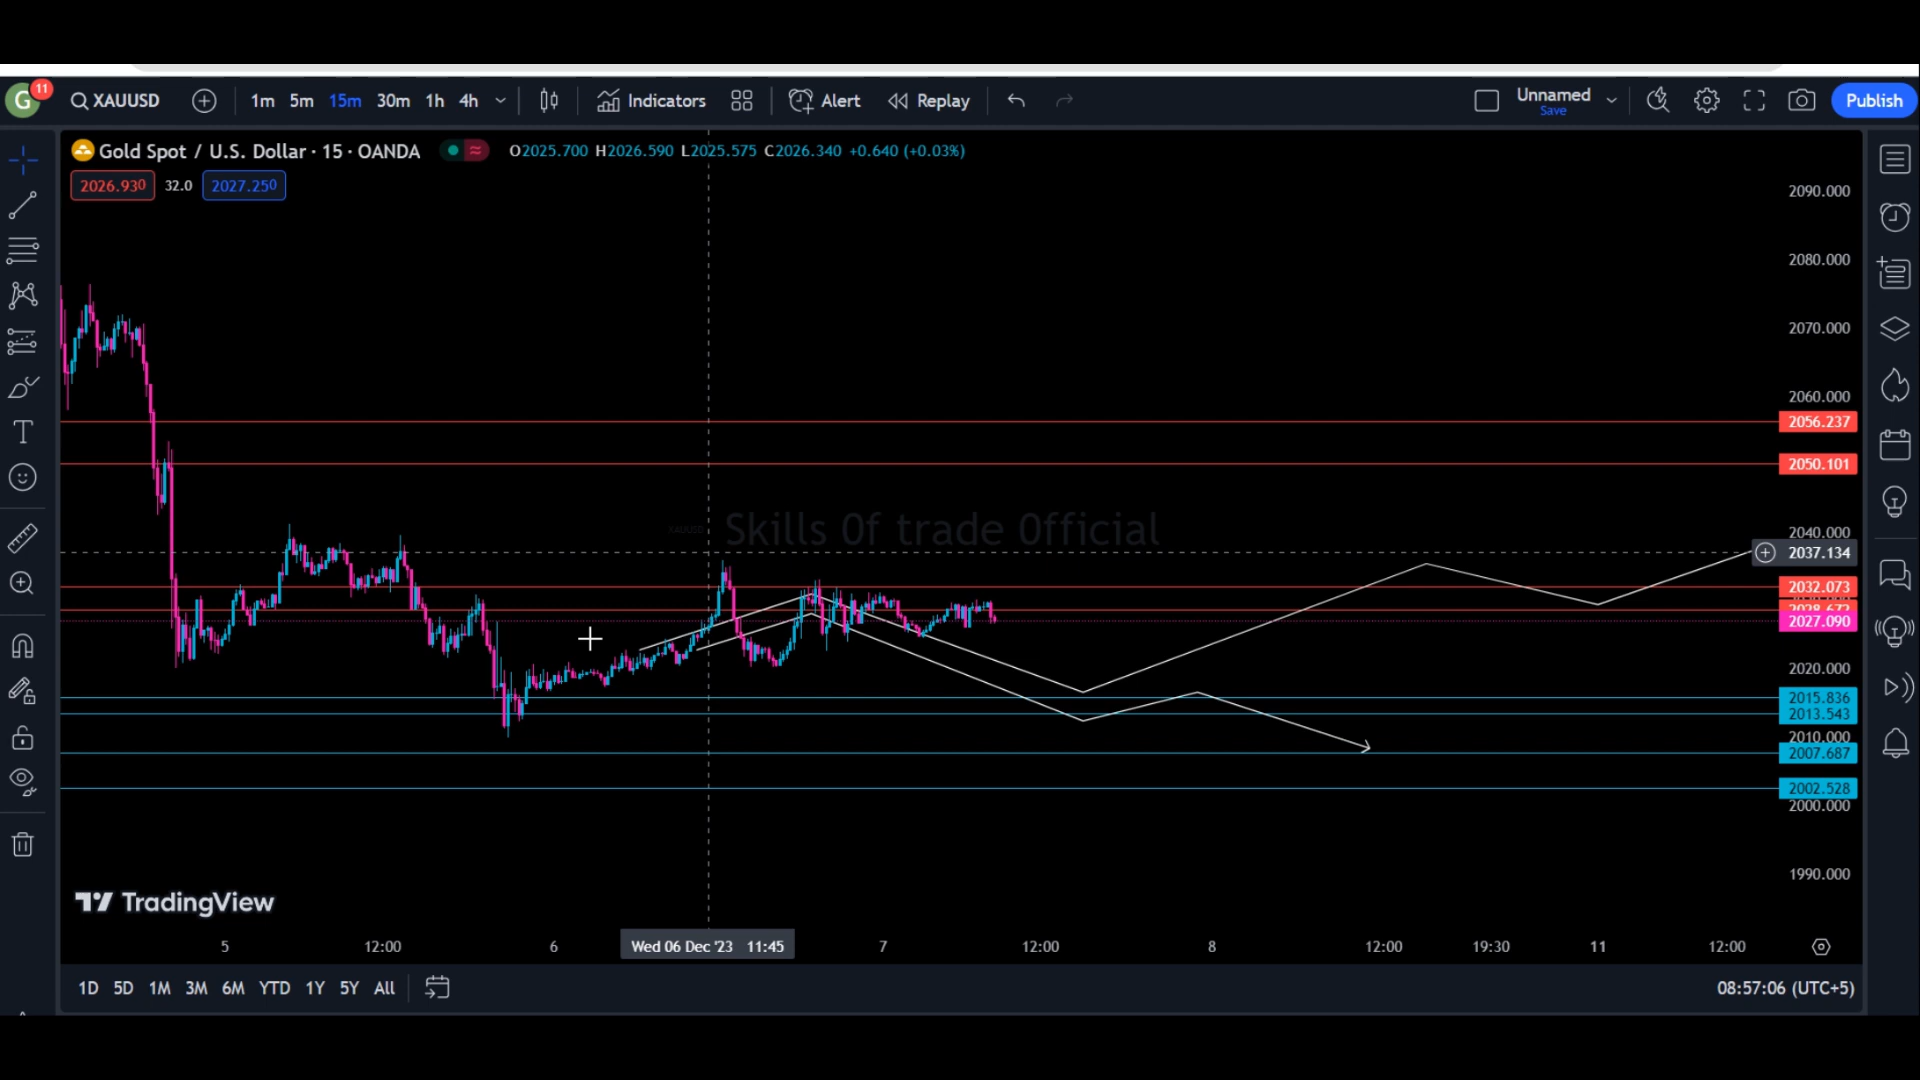 G 11 XAUUSD 1m 5m 15m 30m 1h 4h Indicators Alert Replay Unnamed Save Publish
Gold Spot / U.S. Dollar · 15 · OANDA O2025.700 H2026.590 L2025.575 C2026.340 +0.640 (+0.03%)
2026.930 32.0 2027.250
2090.000
2080.000
2070.000
2060.000
2056.237
2050.101
XAUUSD Skills Of trade Official
2040.000
2037.134
2032.073
2028.672
2027.090
2020.000
2015.836
2013.543
2010.000
2007.687
2002.528
2000.000
1990.000
TradingView
5 12:00 6 Wed 06 Dec '23 11:45 7 12:00 8 12:00 19:30 11 12:00
1D 5D 1M 3M 6M YTD 1Y 5Y All 08:57:06 (UTC+5)